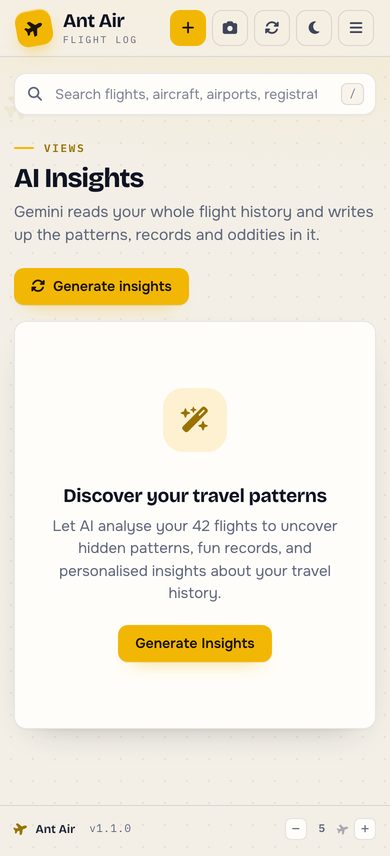 Ant Air
FLIGHT LOG
Search flights, aircraft, airports, registrat
/
VIEWS
AI Insights
Gemini reads your whole flight history and writes
up the patterns, records and oddities in it.
Generate insights
Discover your travel patterns
Let AI analyse your 42 flights to uncover
hidden patterns, fun records, and
personalised insights about your travel
history.
Generate Insights
Ant Air v1.1.0
5